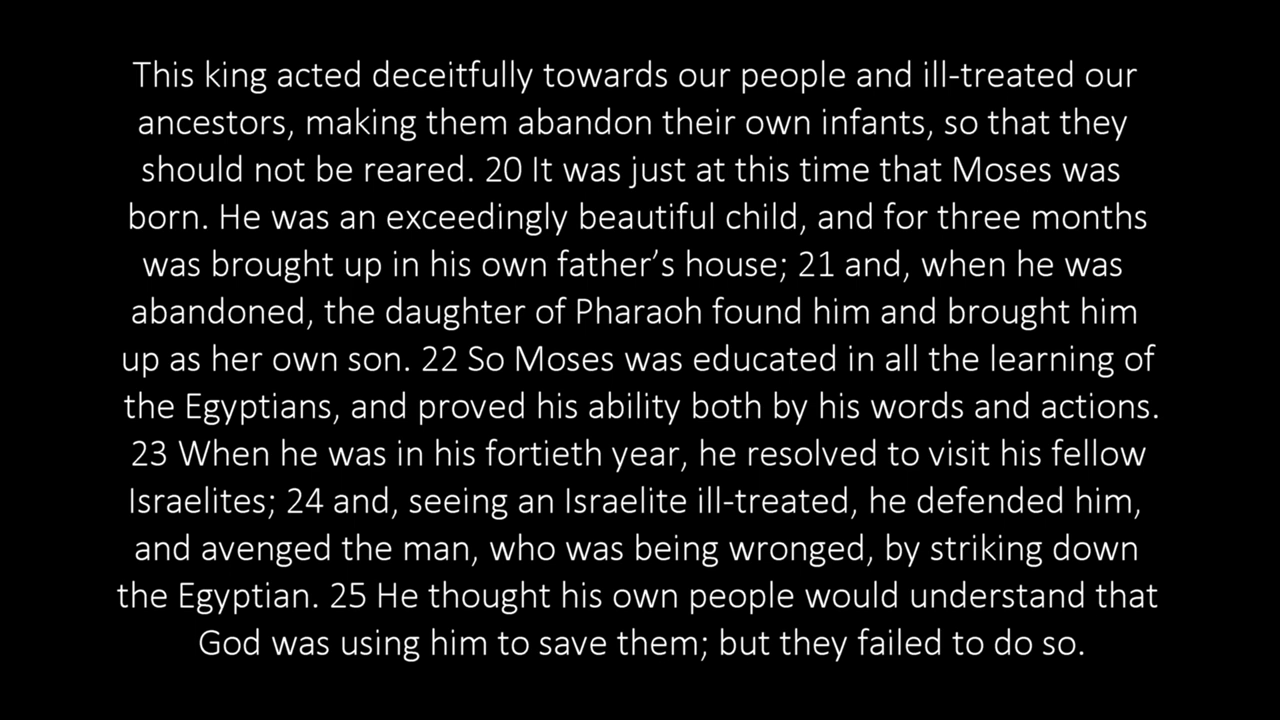 This king acted deceitfully towards our people and ill-treated our
ancestors, making them abandon their own infants, so that they
should not be reared. 20 It was just at this time that Moses was
born. He was an exceedingly beautiful child, and for three months
was brought up in his own father’s house; 21 and, when he was
abandoned, the daughter of Pharaoh found him and brought him
up as her own son. 22 So Moses was educated in all the learning of
the Egyptians, and proved his ability both by his words and actions.
23 When he was in his fortieth year, he resolved to visit his fellow
Israelites; 24 and, seeing an Israelite ill-treated, he defended him,
and avenged the man, who was being wronged, by striking down
the Egyptian. 25 He thought his own people would understand that
God was using him to save them; but they failed to do so.